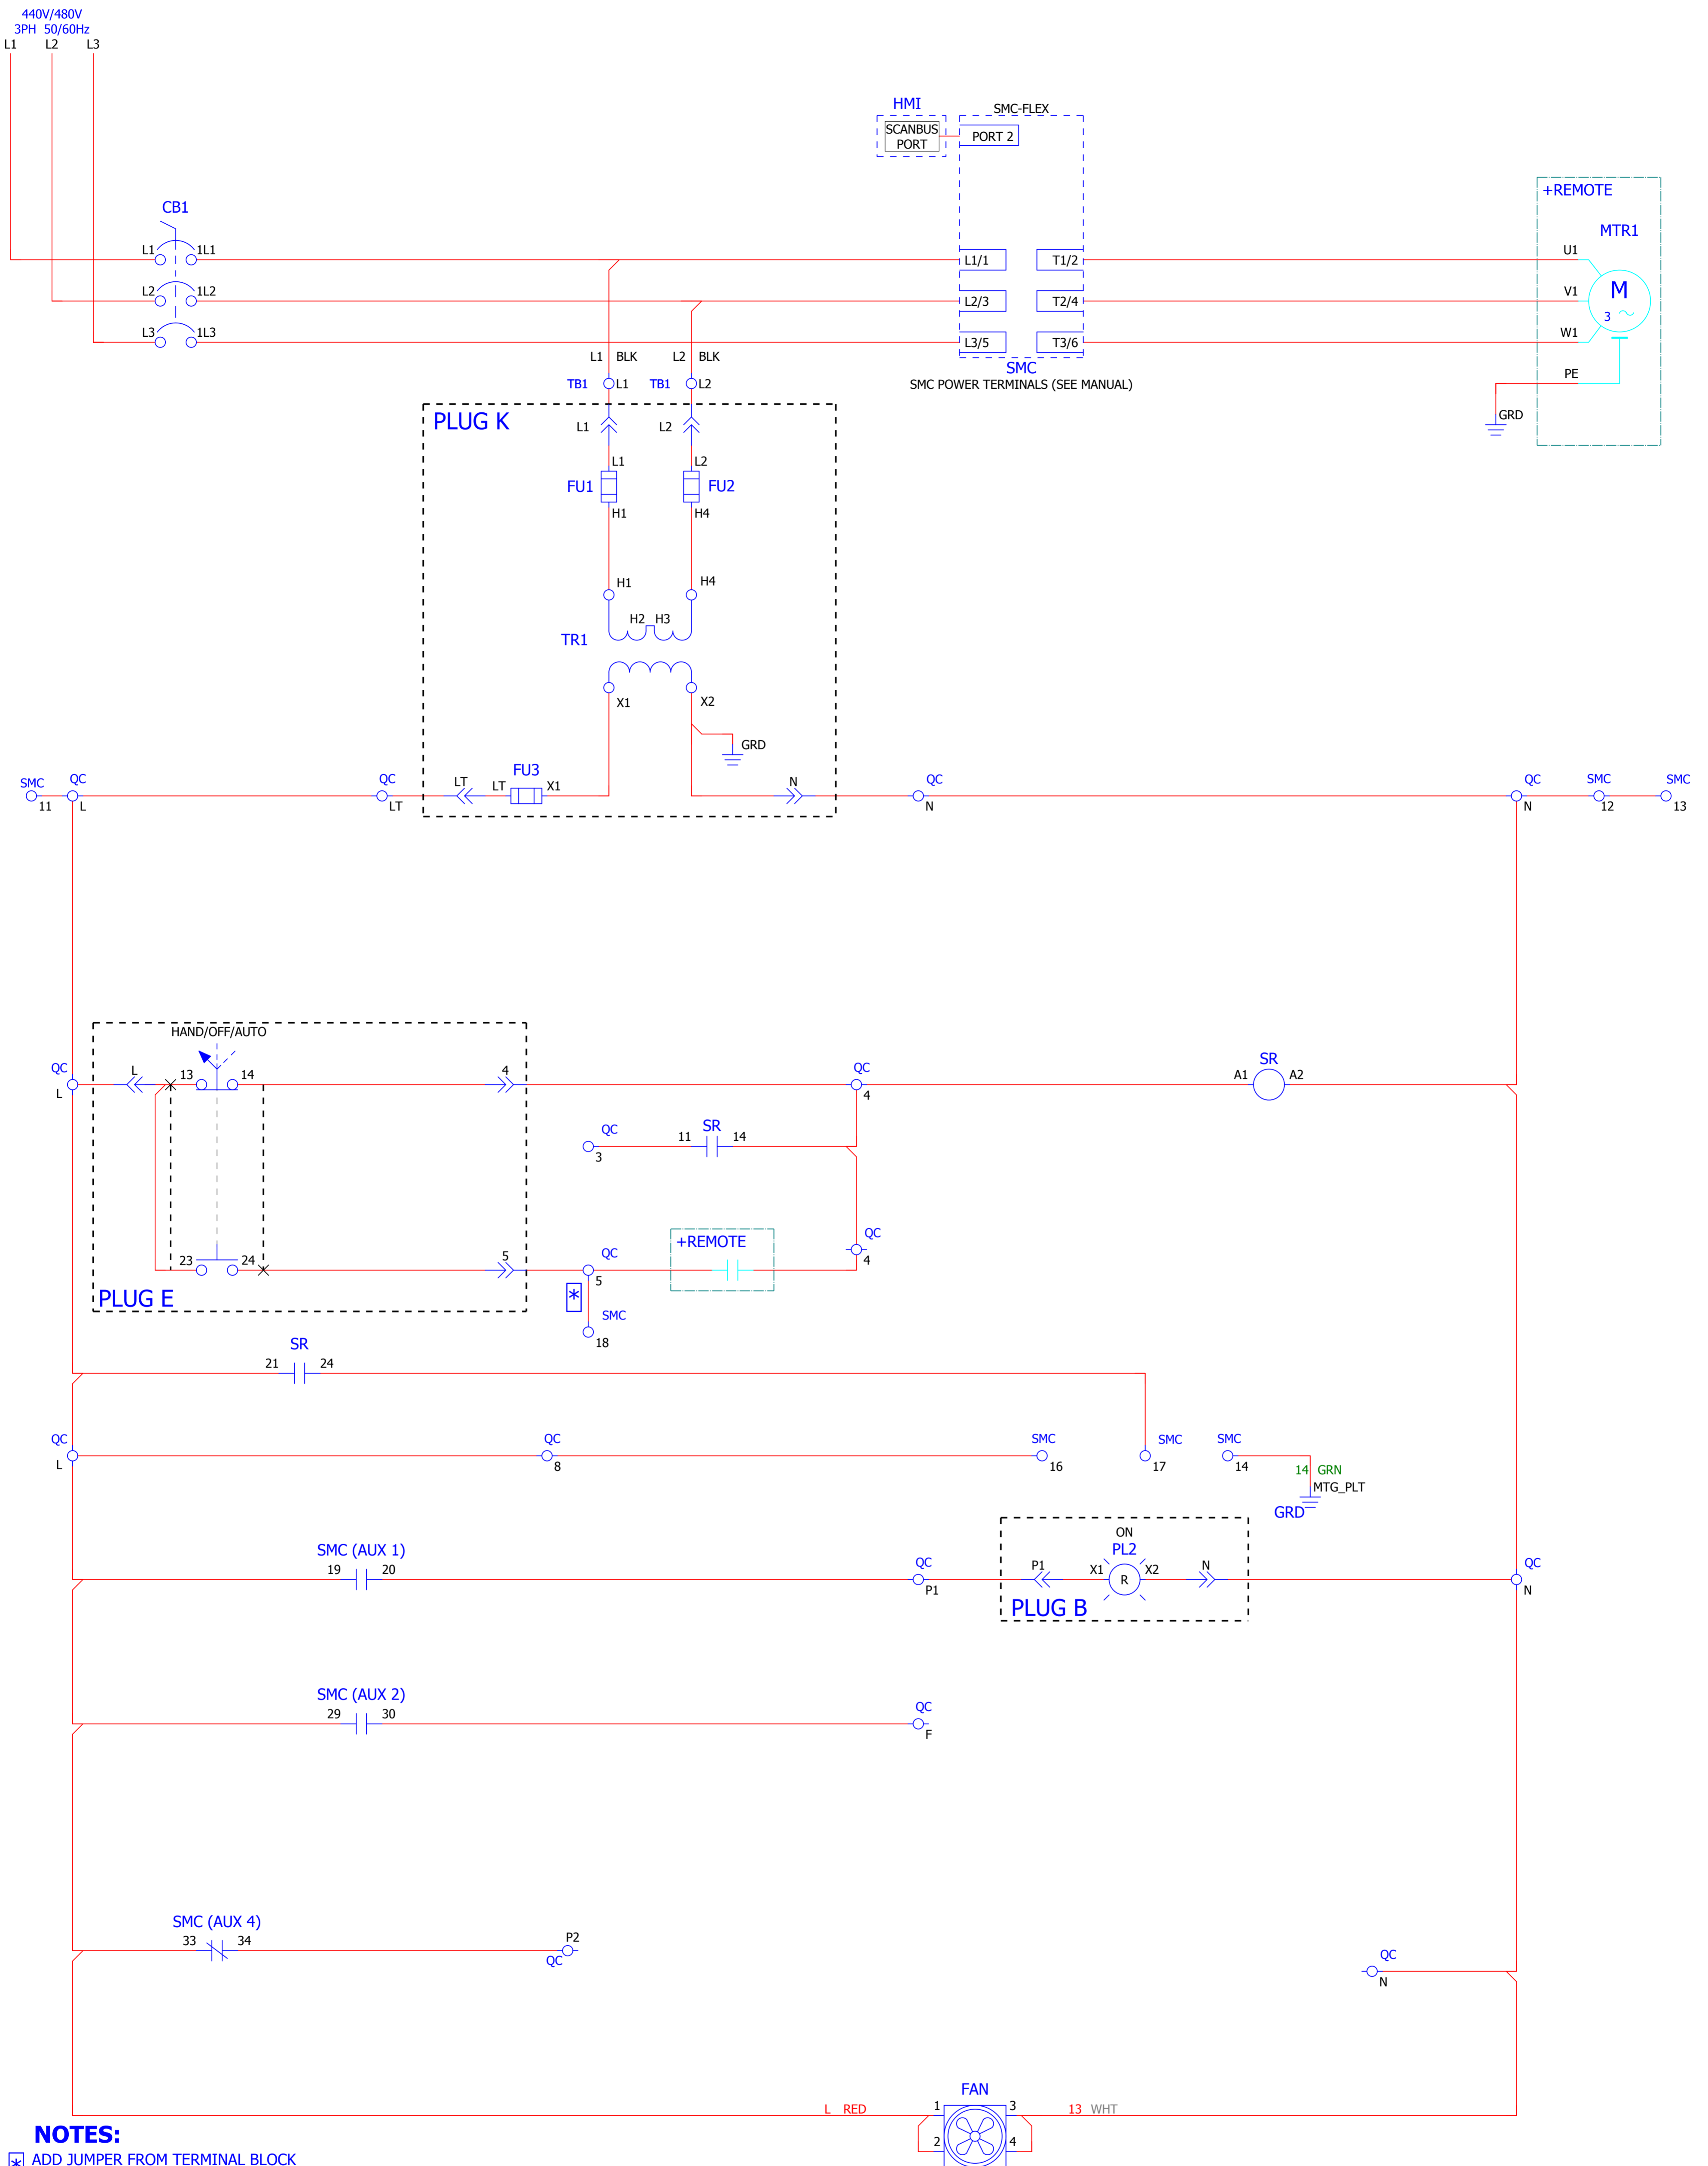 440V/480V
3PH 50/60Hz
L1 L2 L3
HMI
SMC-FLEX
SCANBUS
PORT
PORT 2
+REMOTE
CB1
MTR1
L1 1L1
L1/1 T1/2
U1
L2 1L2
L2/3 T2/4
V1
M
3
L3 1L3
L3/5 T3/6
W1
L1 BLK L2 BLK
SMC
PE
TB1 L1 TB1 L2
SMC POWER TERMINALS (SEE MANUAL)
PLUG K
GRD
L1 L2
L1 L2
FU1 FU2
H1 H4
H1 H4
H2 H3
TR1
X1 X2
GRD
SMC QC QC LT LT FU3 X1 N QC QC SMC SMC
11 L LT N N 12 13
HAND/OFF/AUTO
QC L 13 14 4 QC A1 SR A2
L 4
QC 11 SR 14
3
+REMOTE
QC
4
23 24 5 QC
5
PLUG E
*
SMC
18
SR
21 24
QC QC SMC SMC SMC
L 8 16 17 14
14 GRN
MTG_PLT
GRD
ON
SMC (AUX 1)
PL2
19 20 QC P1 X1 R X2 N QC
P1 N
PLUG B
SMC (AUX 2)
29 30 QC
F
SMC (AUX 4)
33 34 P2
QC
QC
N
FAN
L RED 1 3 13 WHT
2 4
NOTES:
* ADD JUMPER FROM TERMINAL BLOCK